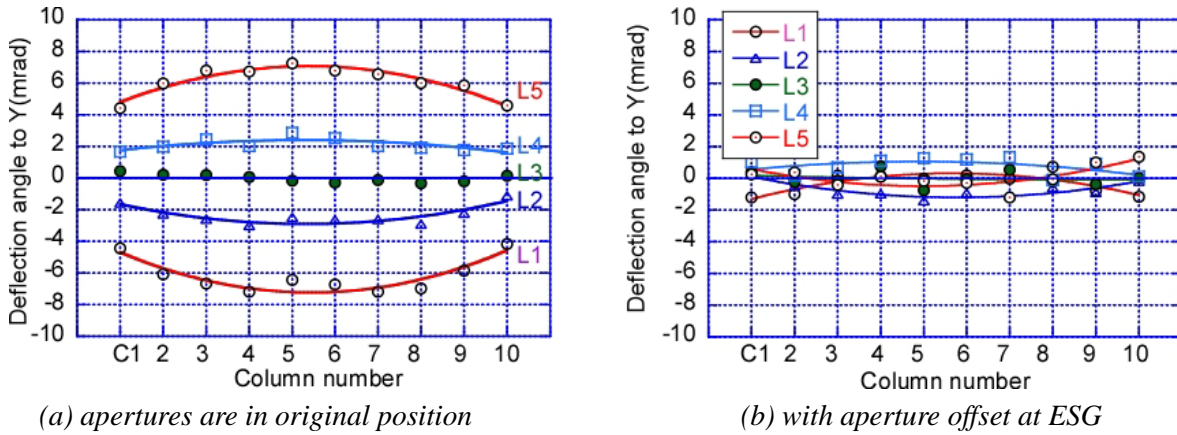 10
8
6
4
2
0
-2
-4
-6
-8
-10
Deflection angle to Y(mrad)
L5
L4
L3
L2
L1
C1 2 3 4 5 6 7 8 9 10
Column number
(a) apertures are in original position
10
8
6
4
2
0
-2
-4
-6
-8
-10
Deflection angle to Y(mrad)
L1
L2
L3
L4
L5
C1 2 3 4 5 6 7 8 9 10
Column number
(b) with aperture offset at ESG